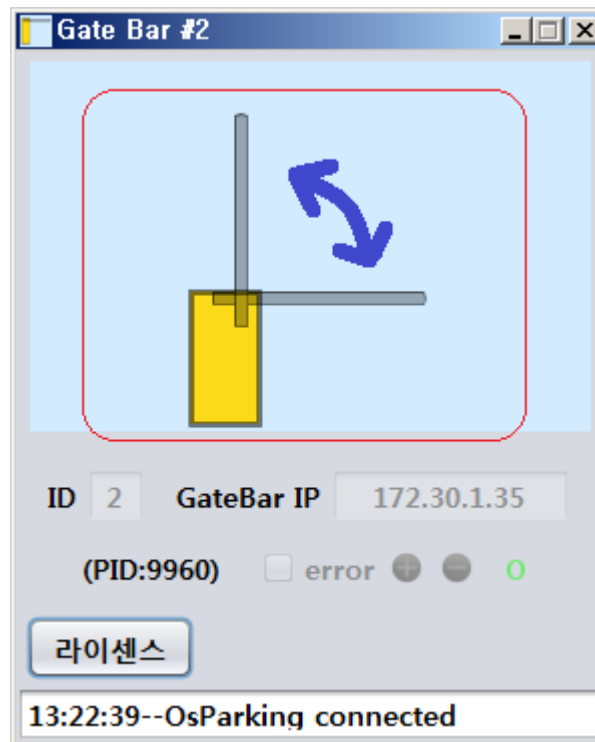 Gate Bar #2
ID 2 GateBar IP 172.30.1.35
(PID:9960) error O
라이센스
13:22:39--OsParking connected